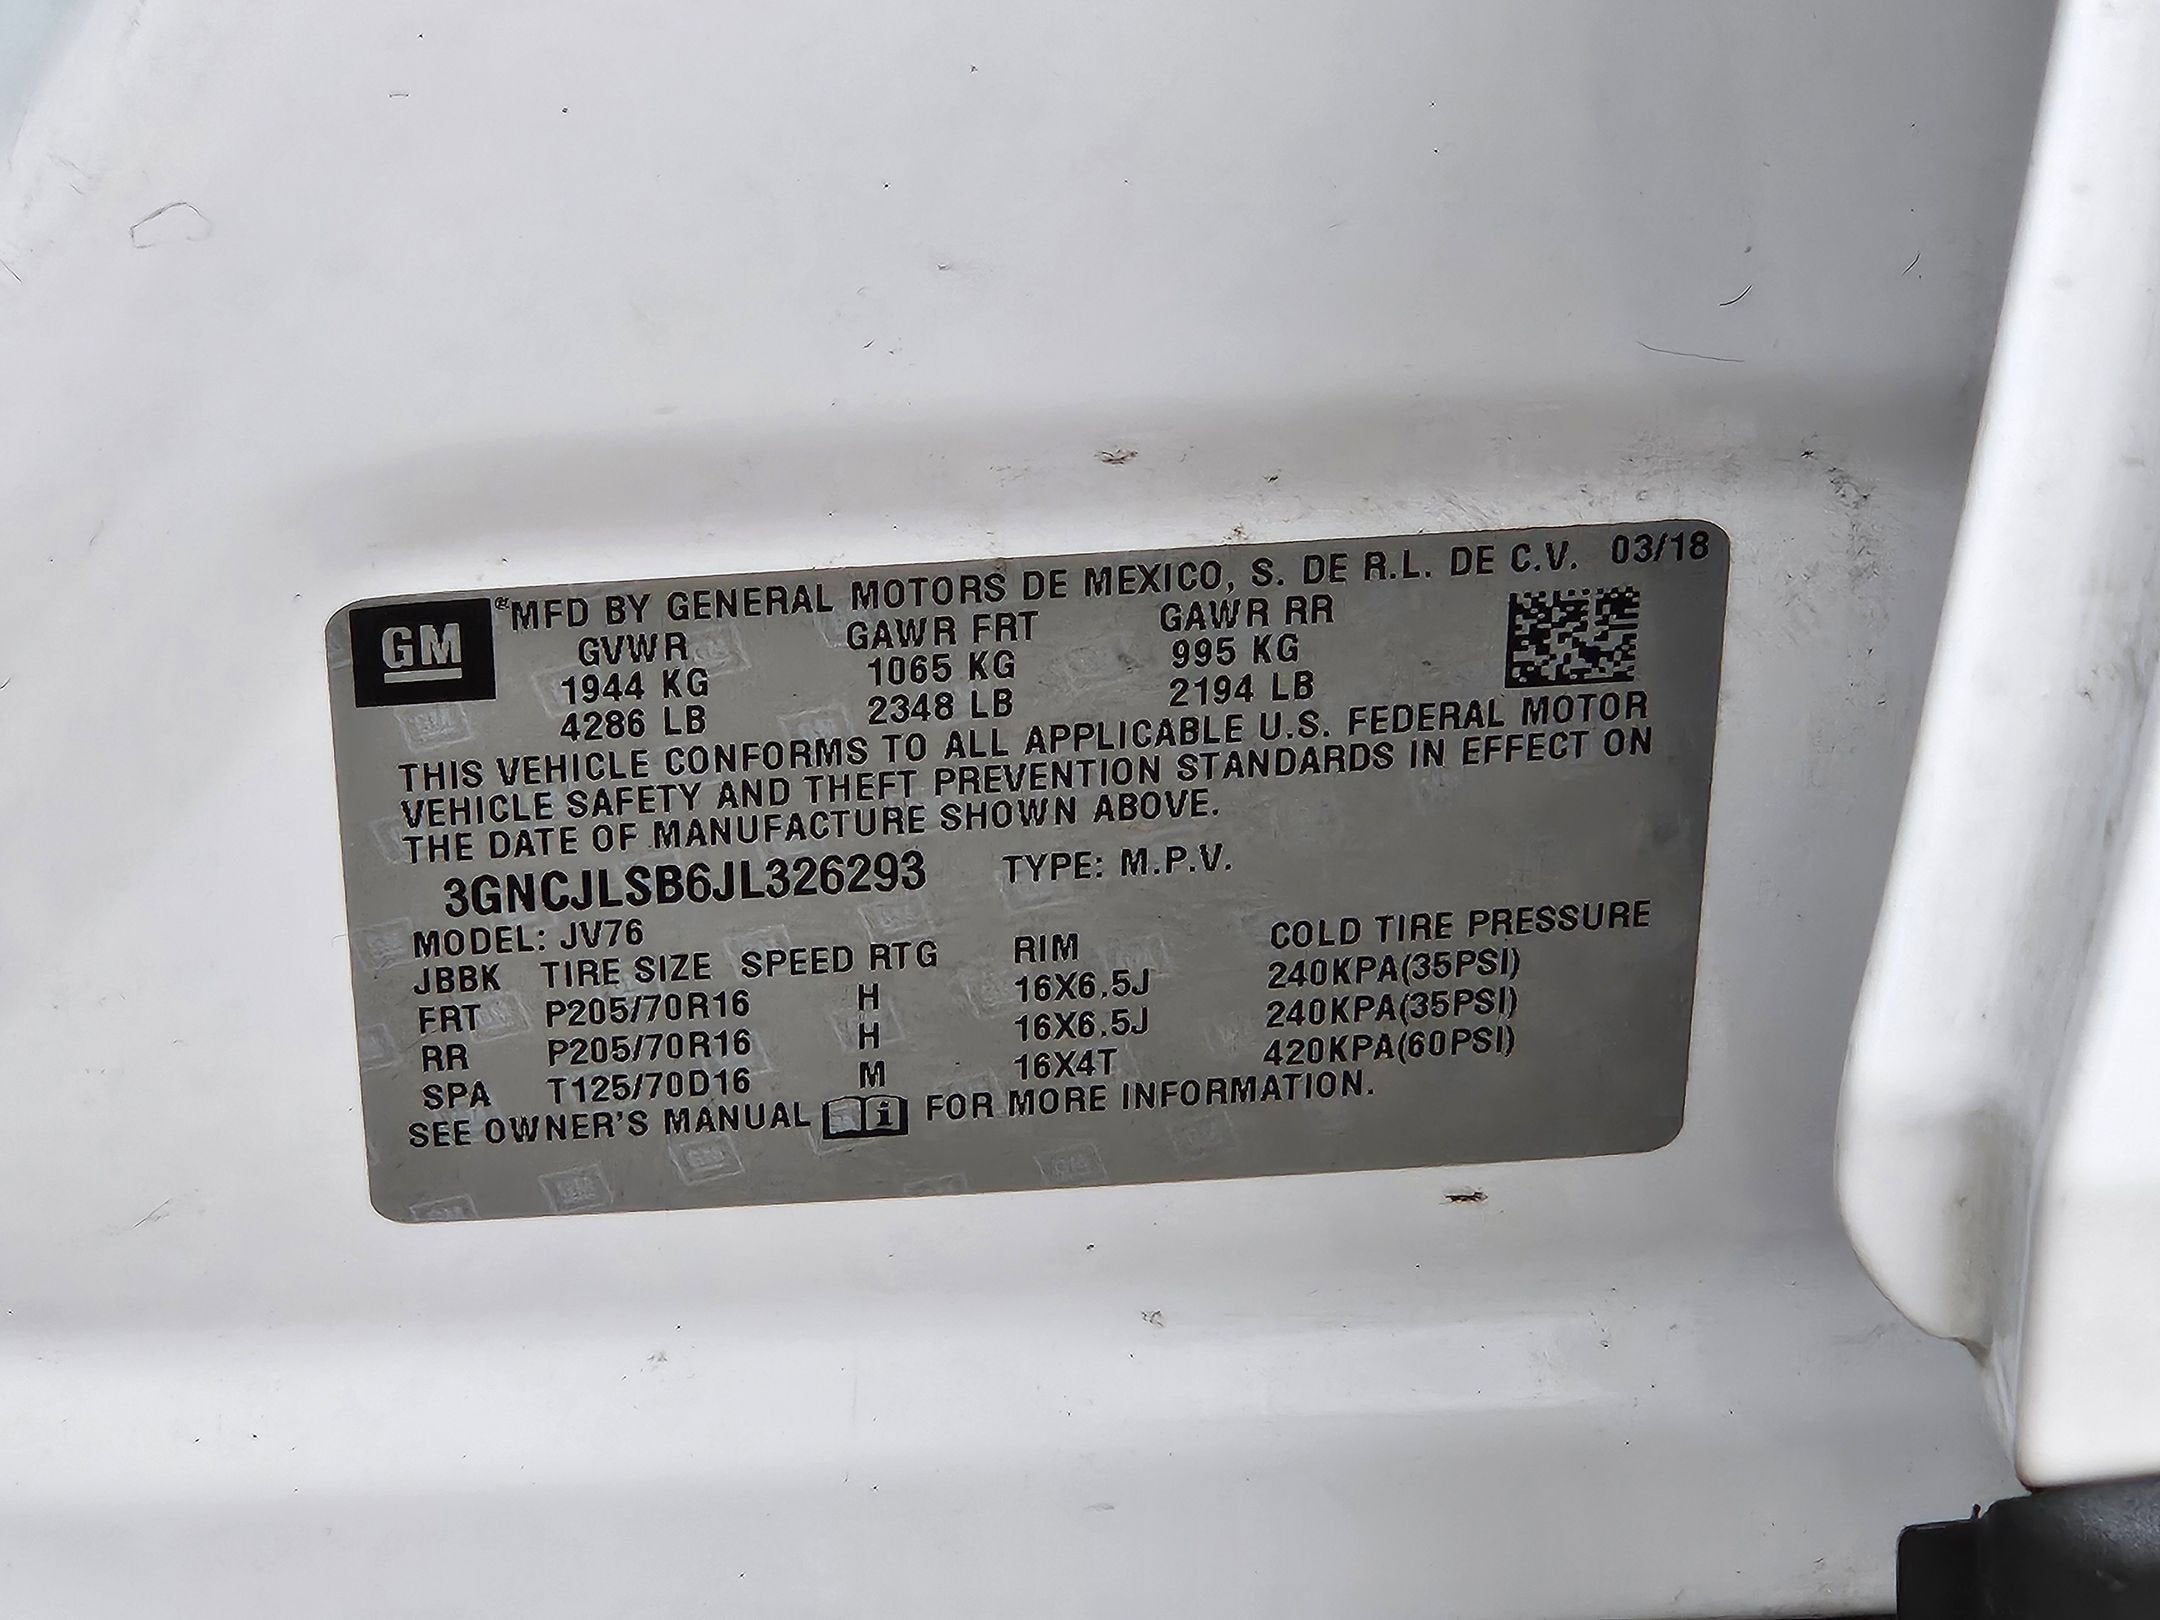 GM ® MFD BY GENERAL MOTORS DE MEXICO, S. DE R.L. DE C.V. 03/18
GVWR GAWR FRT GAWR RR
1944 KG 1065 KG 995 KG
4286 LB 2348 LB 2194 LB
THIS VEHICLE CONFORMS TO ALL APPLICABLE U.S. FEDERAL MOTOR
VEHICLE SAFETY AND THEFT PREVENTION STANDARDS IN EFFECT ON
THE DATE OF MANUFACTURE SHOWN ABOVE.
3GNCJLSB6JL326293 TYPE: M.P.V.
MODEL: JV76
JBBK TIRE SIZE SPEED RTG RIM COLD TIRE PRESSURE
FRT P205/70R16 H 16X6.5J 240KPA(35PSI)
RR P205/70R16 H 16X6.5J 240KPA(35PSI)
SPA T125/70D16 M 16X4T 420KPA(60PSI)
SEE OWNER'S MANUAL i FOR MORE INFORMATION.